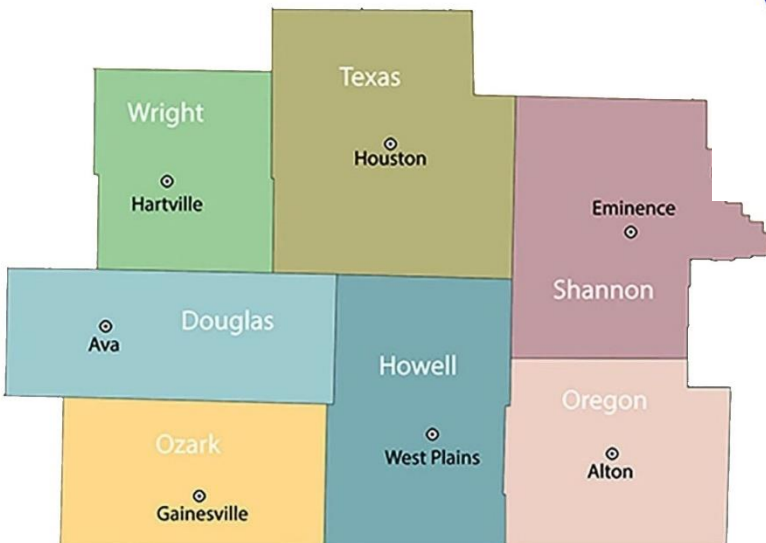 Texas
Wright
Houston
Hartville
Eminence
Shannon
Douglas
Ava
Howell
Oregon
Ozark
West Plains
Alton
Gainesville